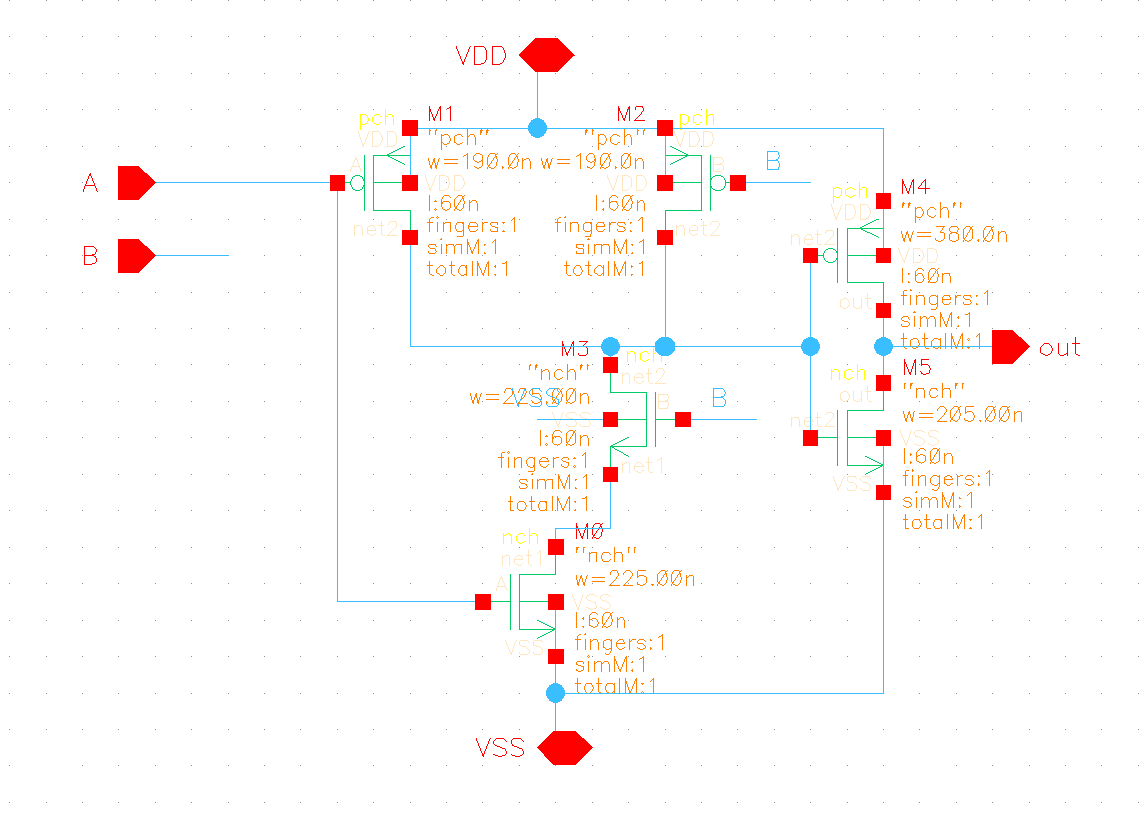 VDD
pch
M1
VDD
"pch"
w=190.0n
A
VDD
l:60n
fingers:1
net2
simM:1
totalM:1
M2
pch
"pch"
VDD
w=190.0n
B
B
VDD
l:60n
fingers:1
net2
simM:1
totalM:1
A
B
pch
M4
VDD
"pch"
w=380.0n
net2
VDD
l:60n
out
fingers:1
simM:1
totalM:1
out
M3
nch
"nch"
net2
w=225.00n
VSS
B
B
VSS
l:60n
fingers:1
net1
simM:1
totalM:1
nch
M5
"nch"
out
w=205.00n
net2
VSS
l:60n
fingers:1
VSS
simM:1
totalM:1
nch
M0
net1
"nch"
w=225.00n
A
VSS
l:60n
fingers:1
VSS
simM:1
totalM:1
VSS